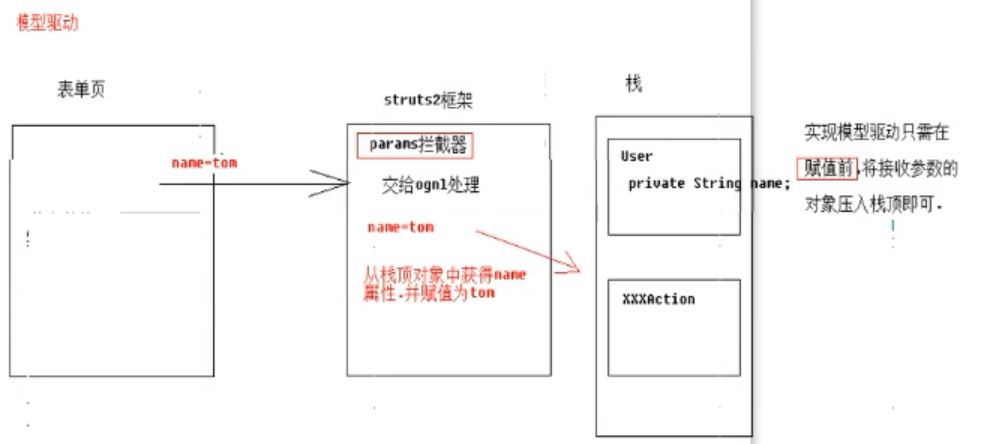 模型驱动
表单页
name=tom
struts2框架
params拦截器
交给ognl处理
name=tom
从栈顶对象中获得name
属性.并赋值为tom
栈
User
private String name;
XXXAction
实现模型驱动只需在
赋值前,将接收参数的
对象压入栈顶即可.